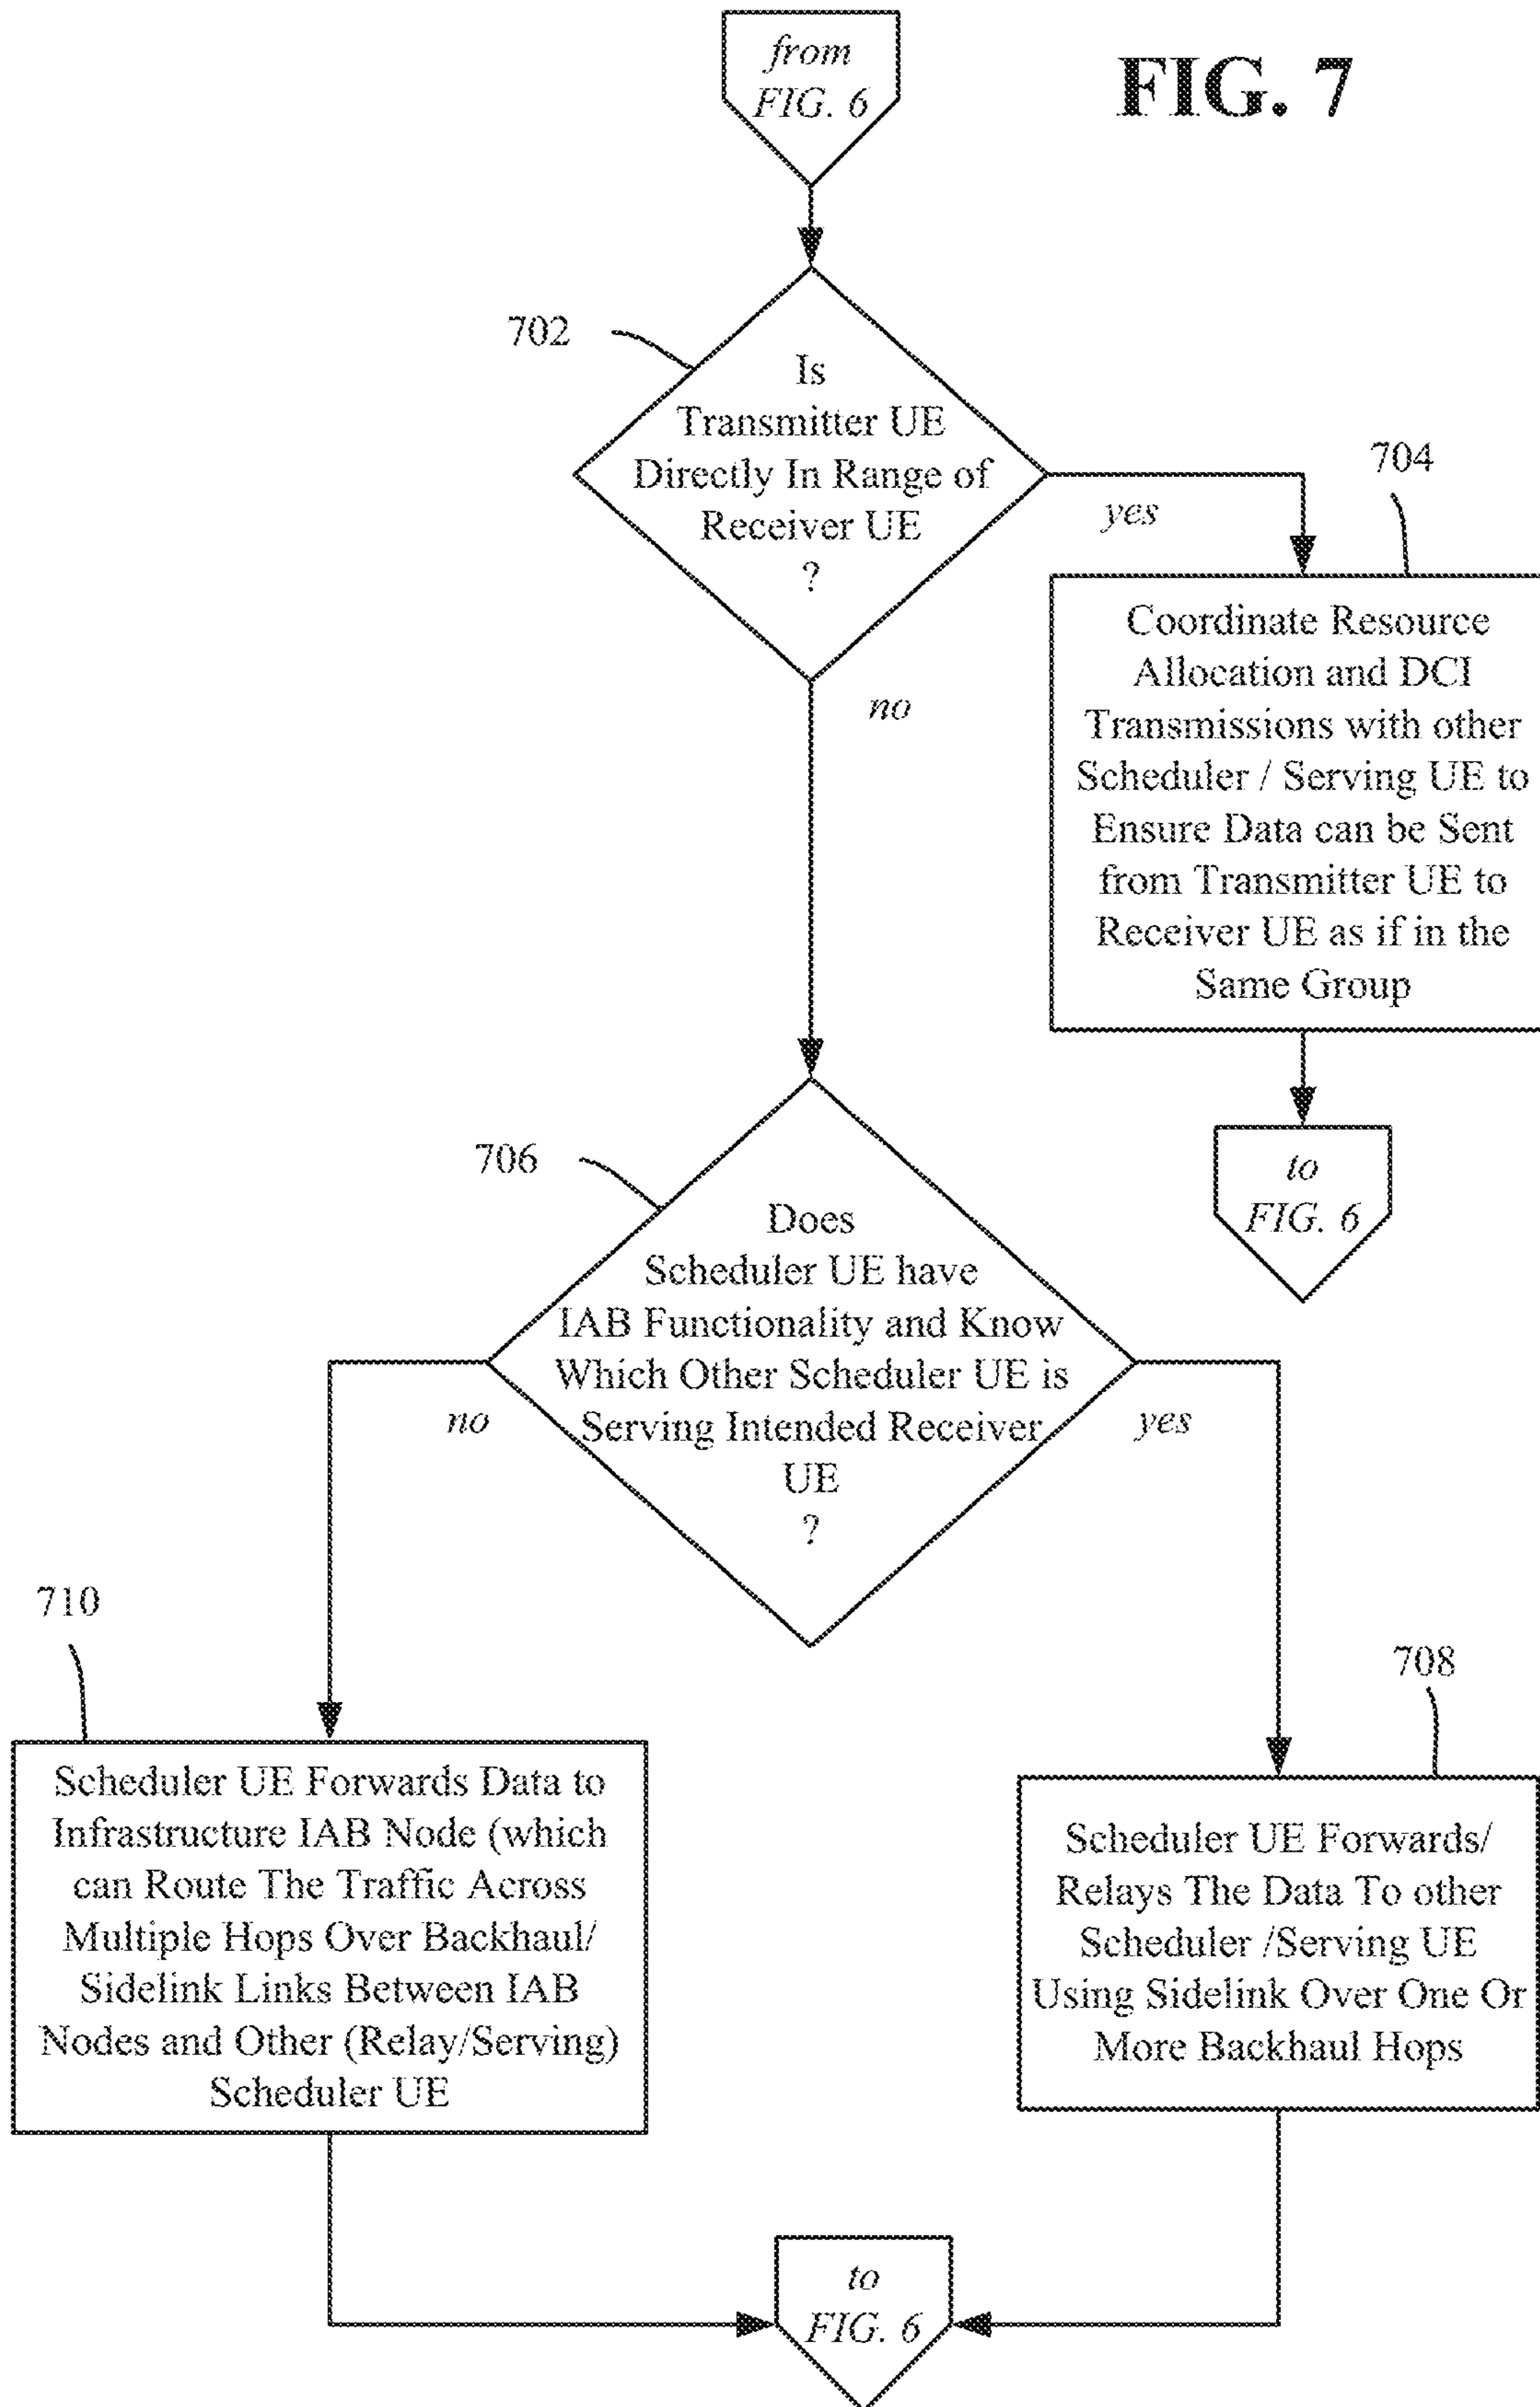 from
FIG. 6
FIG. 7
702
Is
Transmitter UE
Directly In Range of
Receiver UE
?
yes
no
704
Coordinate Resource
Allocation and DCI
Transmissions with other
Scheduler / Serving UE to
Ensure Data can be Sent
from Transmitter UE to
Receiver UE as if in the
Same Group
to
FIG. 6
706
Does
Scheduler UE have
IAB Functionality and Know
Which Other Scheduler UE is
Serving Intended Receiver
UE
?
no
yes
710
Scheduler UE Forwards Data to
Infrastructure IAB Node (which
can Route The Traffic Across
Multiple Hops Over Backhaul/
Sidelink Links Between IAB
Nodes and Other (Relay/Serving)
Scheduler UE
708
Scheduler UE Forwards/
Relays The Data To other
Scheduler /Serving UE
Using Sidelink Over One Or
More Backhaul Hops
to
FIG. 6